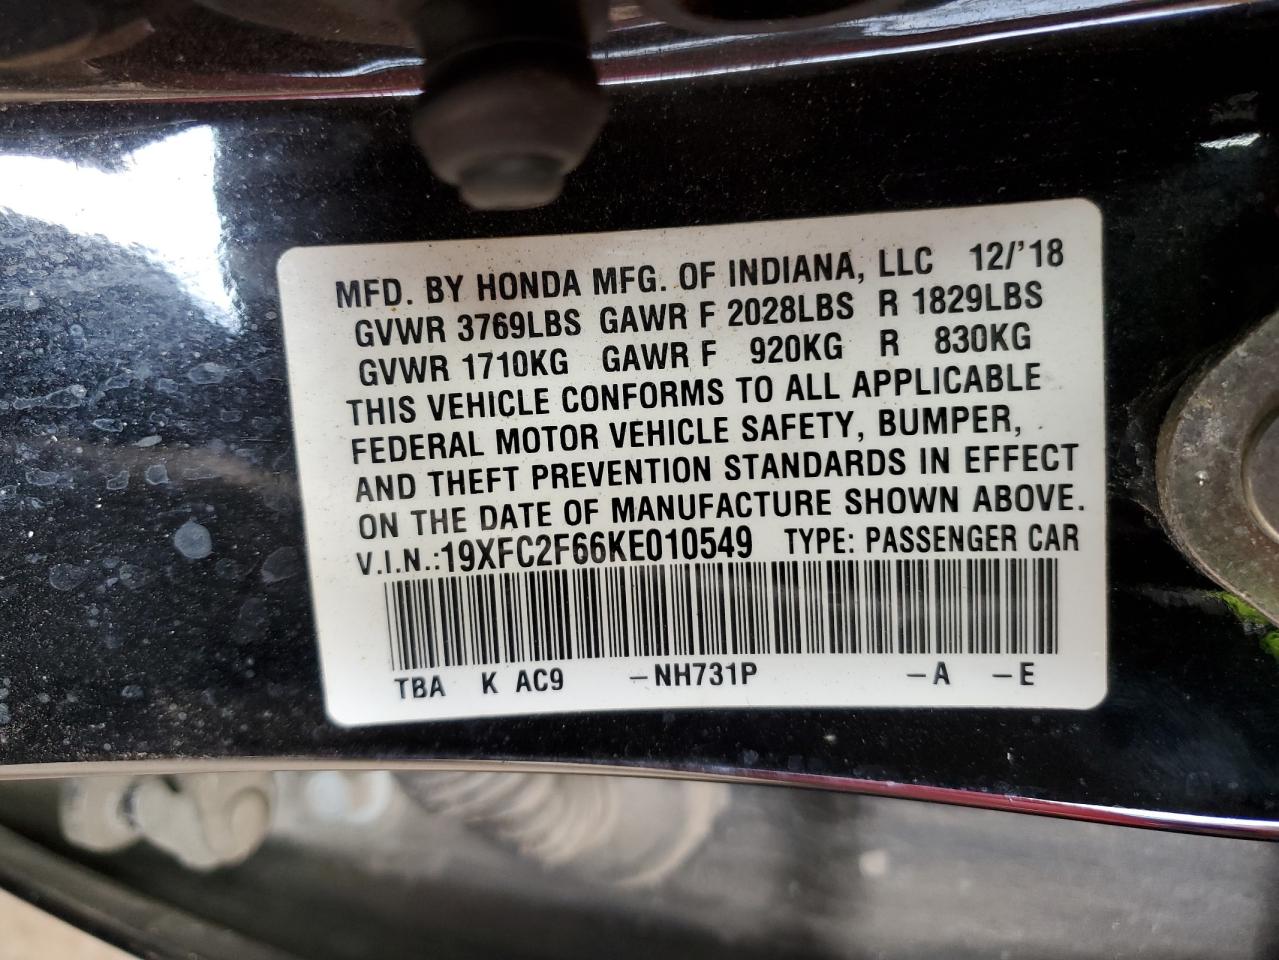 MFD. BY HONDA MFG. OF INDIANA, LLC 12/'18
GVWR 3769LBS GAWR F 2028LBS R 1829LBS
GVWR 1710KG GAWR F 920KG R 830KG
THIS VEHICLE CONFORMS TO ALL APPLICABLE
FEDERAL MOTOR VEHICLE SAFETY, BUMPER,
AND THEFT PREVENTION STANDARDS IN EFFECT
ON THE DATE OF MANUFACTURE SHOWN ABOVE.
V.I.N.:19XFC2F66KE010549 TYPE: PASSENGER CAR
TBA K AC9 –NH731P –A –E